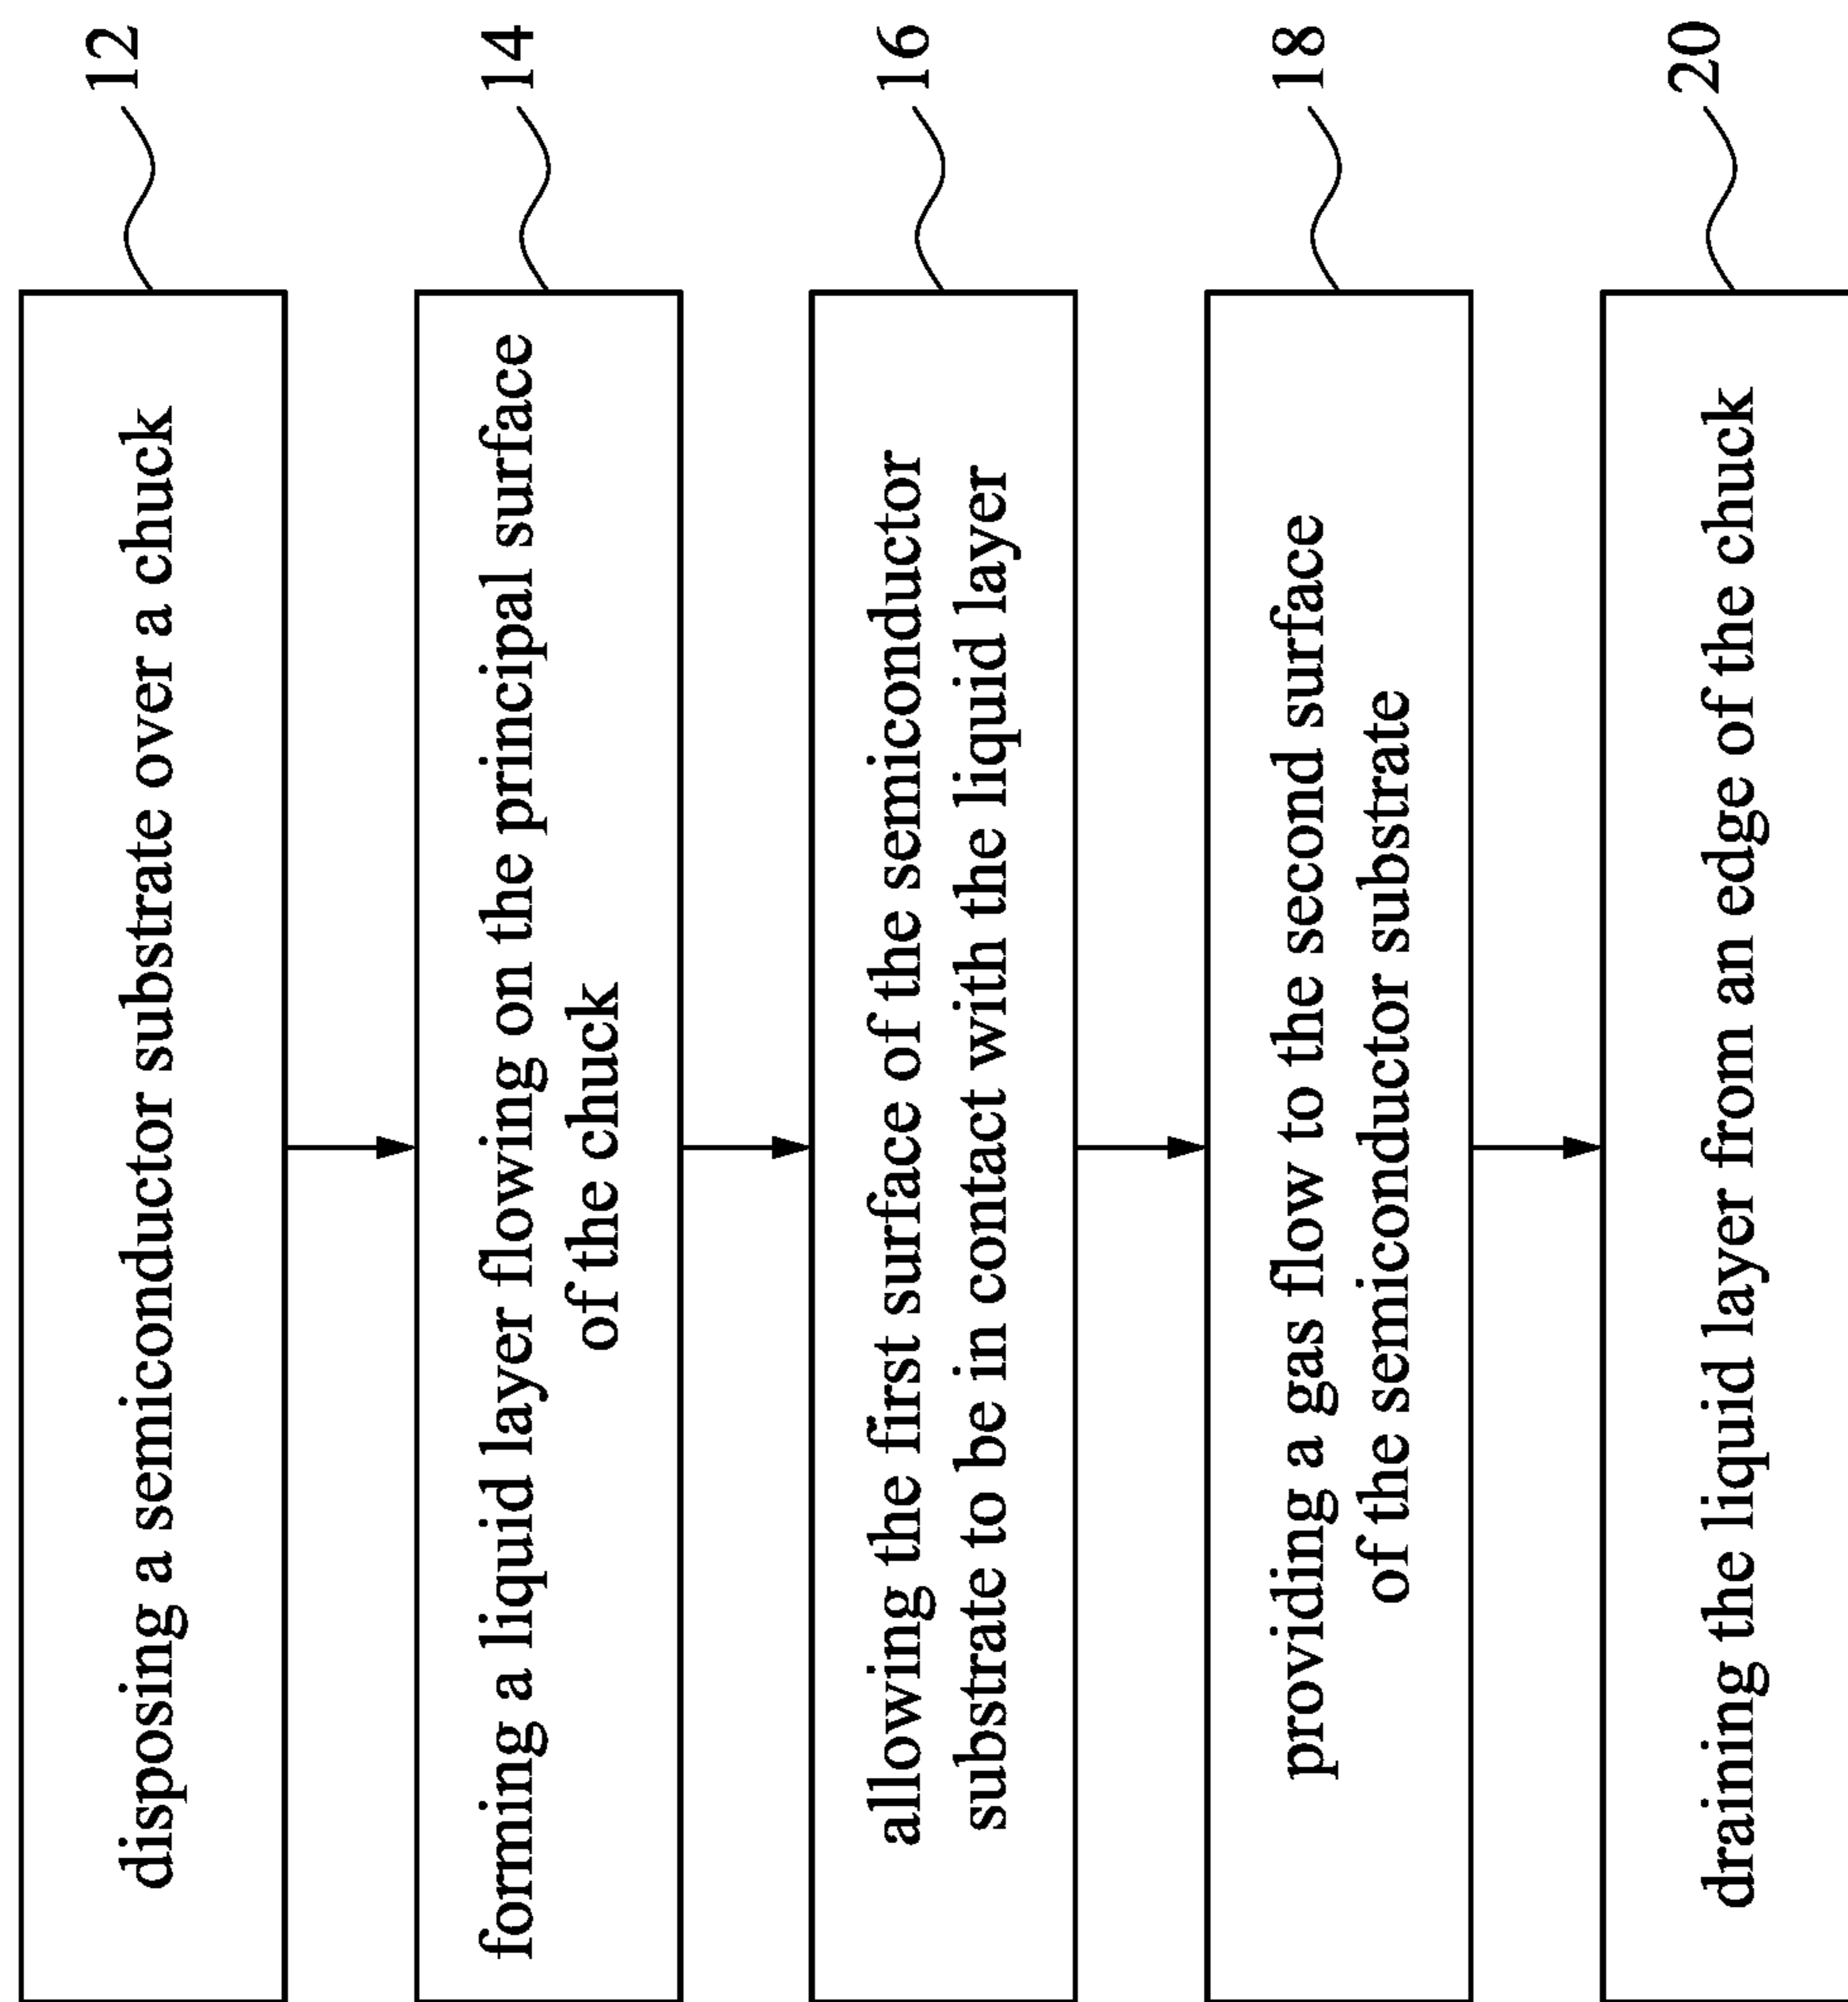 disposing a semiconductor substrate over a chuck
12
forming a liquid layer flowing on the principal surface
of the chuck
14
allowing the first surface of the semiconductor
substrate to be in contact with the liquid layer
16
providing a gas flow to the second surface
of the semiconductor substrate
18
draining the liquid layer from an edge of the chuck
20